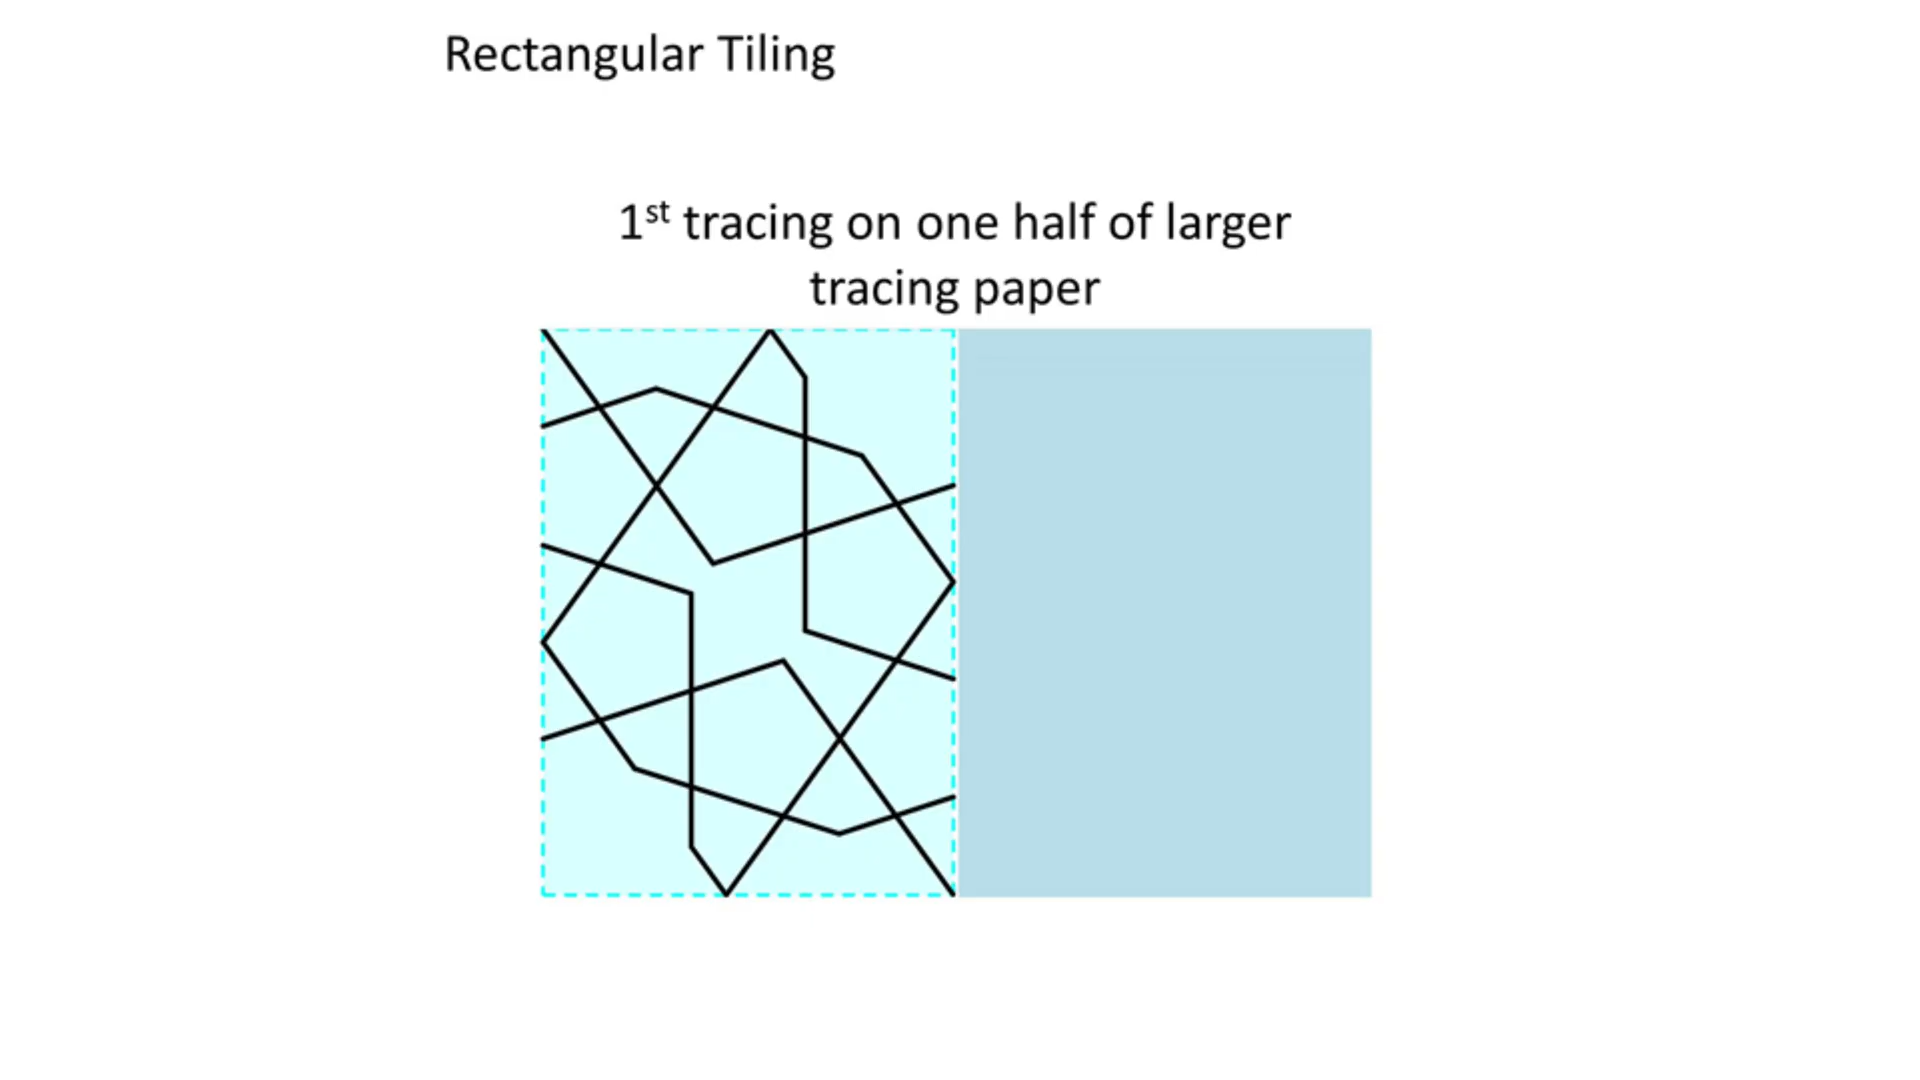 Rectangular Tiling
1st tracing on one half of larger
tracing paper